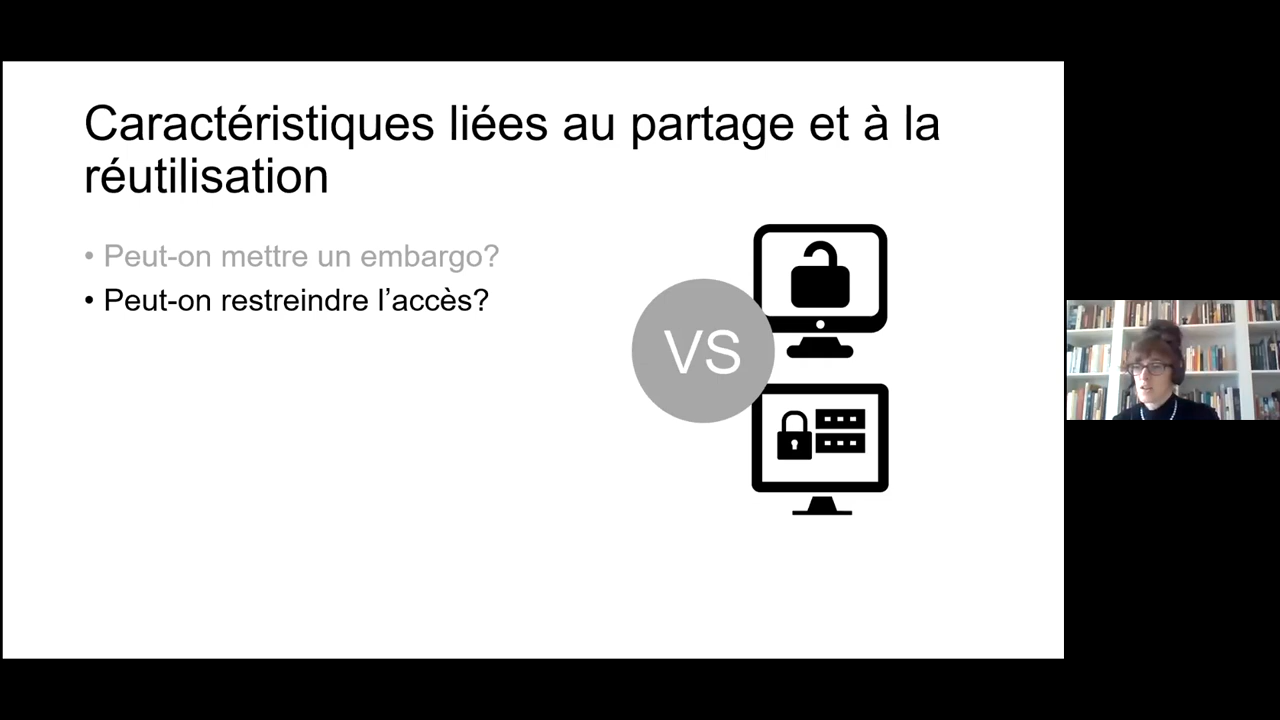 Caractéristiques liées au partage et à la
réutilisation
• Peut-on mettre un embargo?
• Peut-on restreindre l’accès?
VS